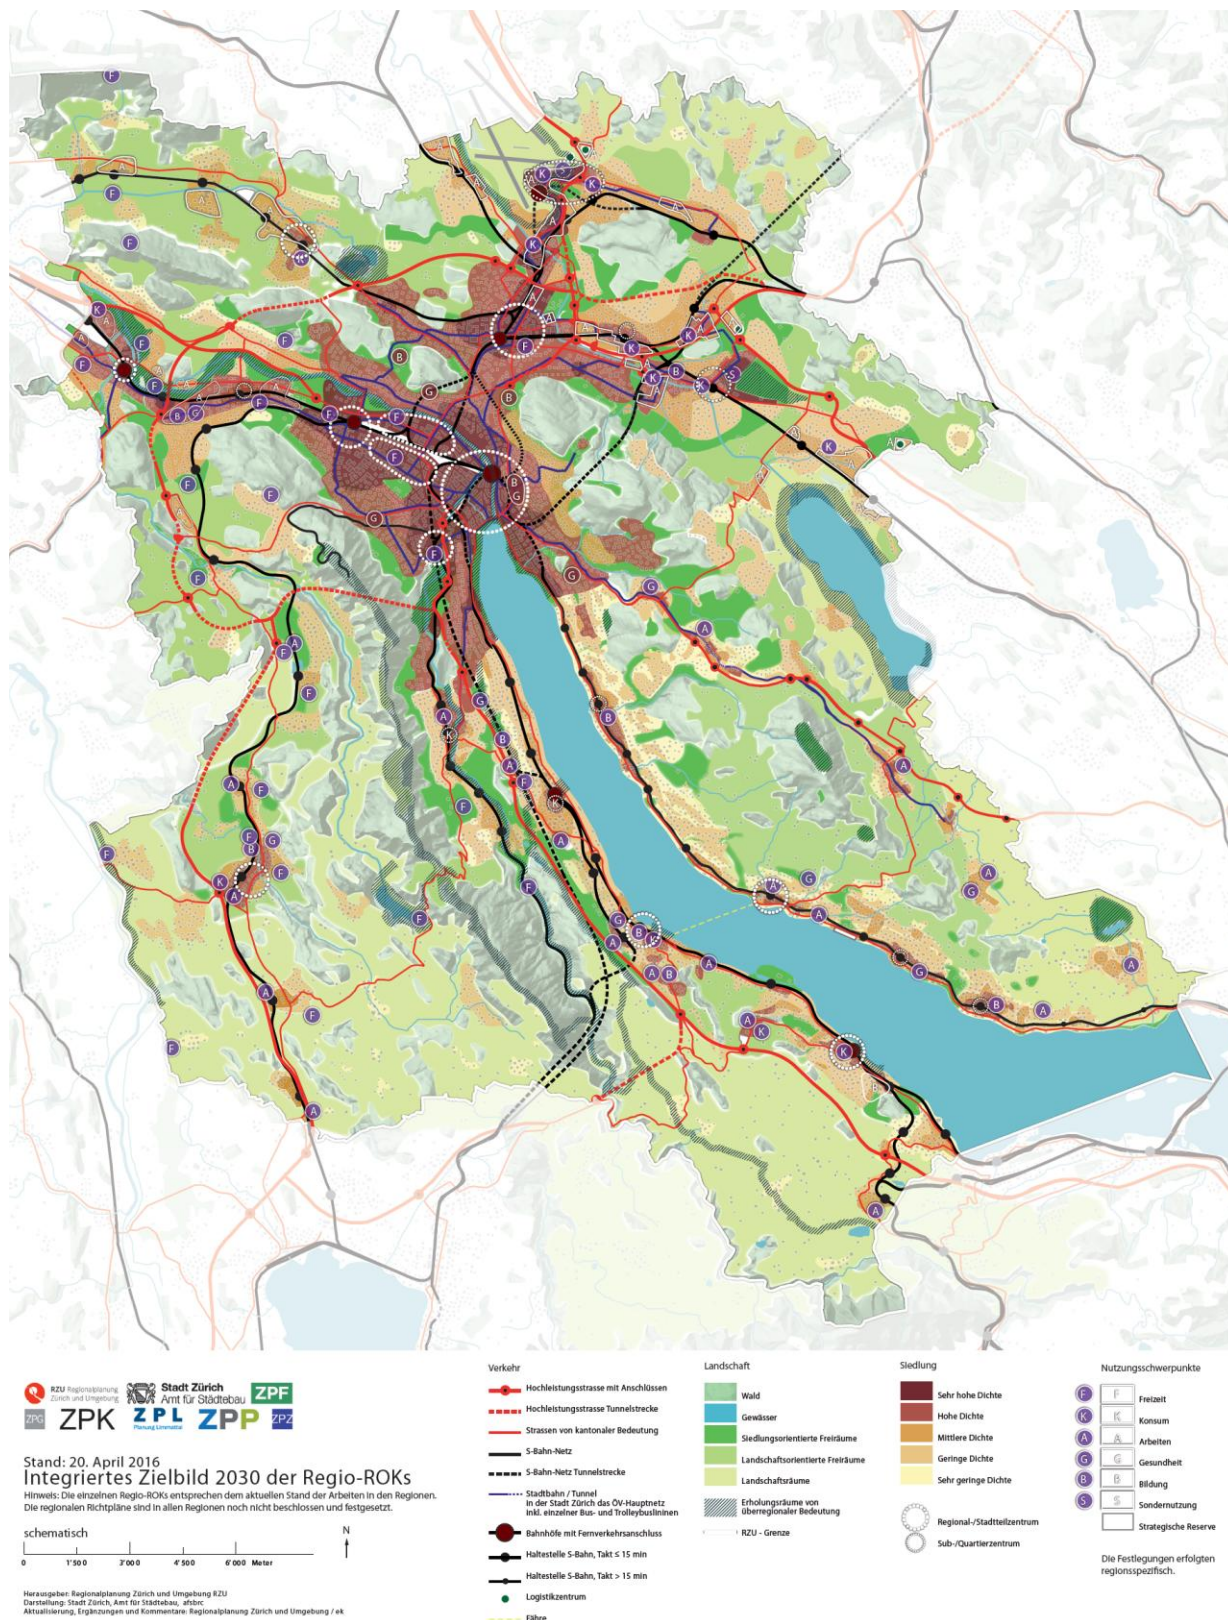 RZU Regionalplanung
Zürich und Umgebung
Stadt Zürich
Amt für Städtebau
ZPF
ZPG
ZPK
ZPL
Planung Limmattal
ZPP
ZPZ
Stand: 20. April 2016
Integriertes Zielbild 2030 der Regio-ROKs
Hinweis: Die einzelnen Regio-ROKs entsprechen dem aktuellen Stand der Arbeiten in den Regionen.
Die regionalen Richtpläne sind in allen Regionen noch nicht beschlossen und festgesetzt.
schematisch
N
0 1'500 3'000 4'500 6'000 Meter
Herausgeber: Regionalplanung Zürich und Umgebung RZU
Darstellung: Stadt Zürich, Amt für Städtebau, afsbrc
Aktualisierung, Ergänzungen und Kommentare: Regionalplanung Zürich und Umgebung / ek
Verkehr
Hochleistungsstrasse mit Anschlüssen
Hochleistungsstrasse Tunnelstrecke
Strassen von kantonaler Bedeutung
S-Bahn-Netz
S-Bahn-Netz Tunnelstrecke
Stadtbahn / Tunnel
in der Stadt Zürich das ÖV-Hauptnetz
inkl. einzelner Bus- und Trolleybuslininen
Bahnhöfe mit Fernverkehrsanschluss
Haltestelle S-Bahn, Takt ≤ 15 min
Haltestelle S-Bahn, Takt > 15 min
Logistikzentrum
Fähre
Landschaft
Wald
Gewässer
Siedlungsorientierte Freiräume
Landschaftsorientierte Freiräume
Landschaftsräume
Erholungsräume von
überregionaler Bedeutung
RZU - Grenze
Siedlung
Sehr hohe Dichte
Hohe Dichte
Mittlere Dichte
Geringe Dichte
Sehr geringe Dichte
Regional-/Stadtteilzentrum
Sub-/Quartierzentrum
Nutzungsschwerpunkte
F F Freizeit
K K Konsum
A A Arbeiten
G G Gesundheit
B B Bildung
S S Sondernutzung
Strategische Reserve
Die Festlegungen erfolgten
regionsspezifisch.